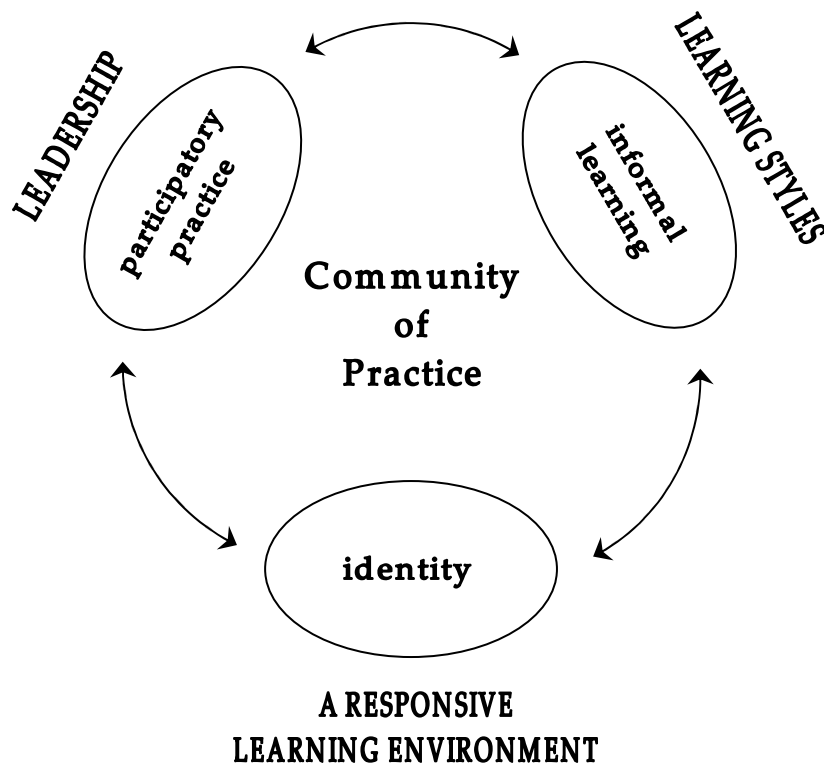 LEADERSHIP
participatory
practice
LEARNING STYLES
informal
learning
Community
of
Practice
identity
A RESPONSIVE
LEARNING ENVIRONMENT